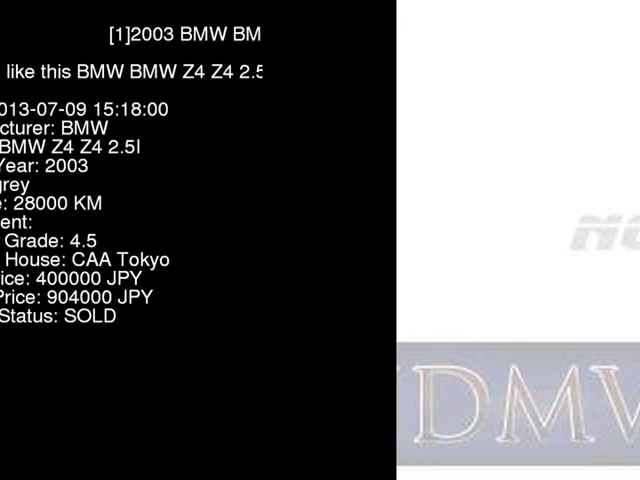 [1]2003 BMW BM
like this BMW BMW Z4 Z4 2.5
013-07-09 15:18:00
cturer: BMW
BMW Z4 Z4 2.5I
Year: 2003
grey
e: 28000 KM
ent:
Grade: 4.5
House: CAA Tokyo
ice: 400000 JPY
Price: 904000 JPY
Status: SOLD
DMV